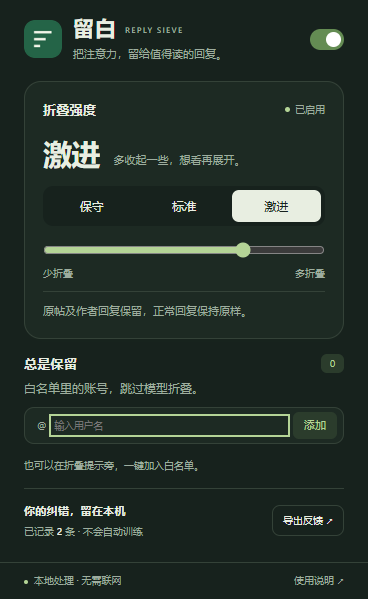 留白 REPLY SIEVE
把注意力，留给值得读的回复。
折叠强度
已启用
激进 多收起一些，想看再展开。
保守 标准 激进
少折叠 多折叠
原帖及作者回复保留，正常回复保持原样。
总是保留 0
白名单里的账号，跳过模型折叠。
@ 输入用户名 添加
也可以在折叠提示旁，一键加入白名单。
你的纠错，留在本机
已记录 2 条 · 不会自动训练
导出反馈 ↗
本地处理 · 无需联网 使用说明 ↗